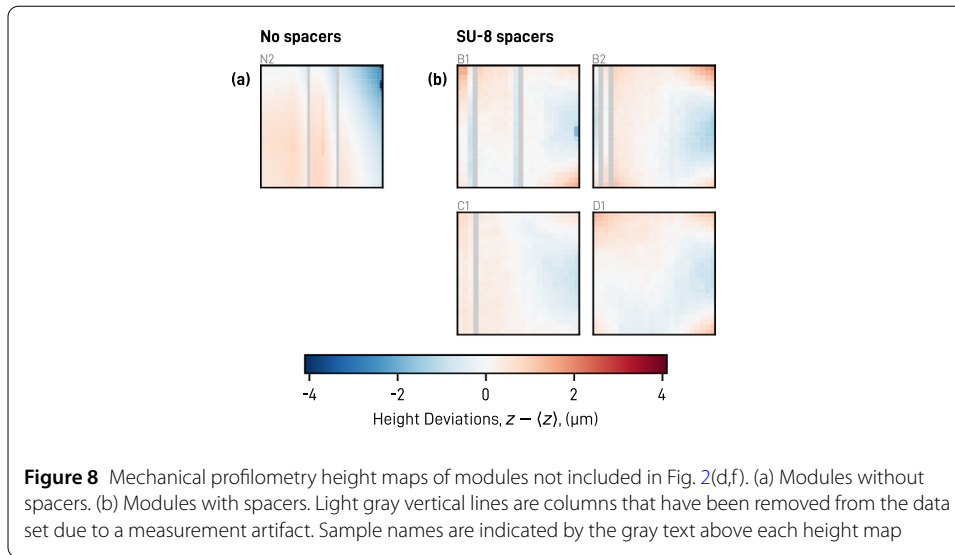 No spacers
SU-8 spacers
N2
B1
B2
(a)
(b)
C1
D1
-4
-2
0
2
4
Height Deviations, z − ⟨z⟩, (μm)
Figure 8 Mechanical profilometry height maps of modules not included in Fig. 2(d,f). (a) Modules without
spacers. (b) Modules with spacers. Light gray vertical lines are columns that have been removed from the data
set due to a measurement artifact. Sample names are indicated by the gray text above each height map